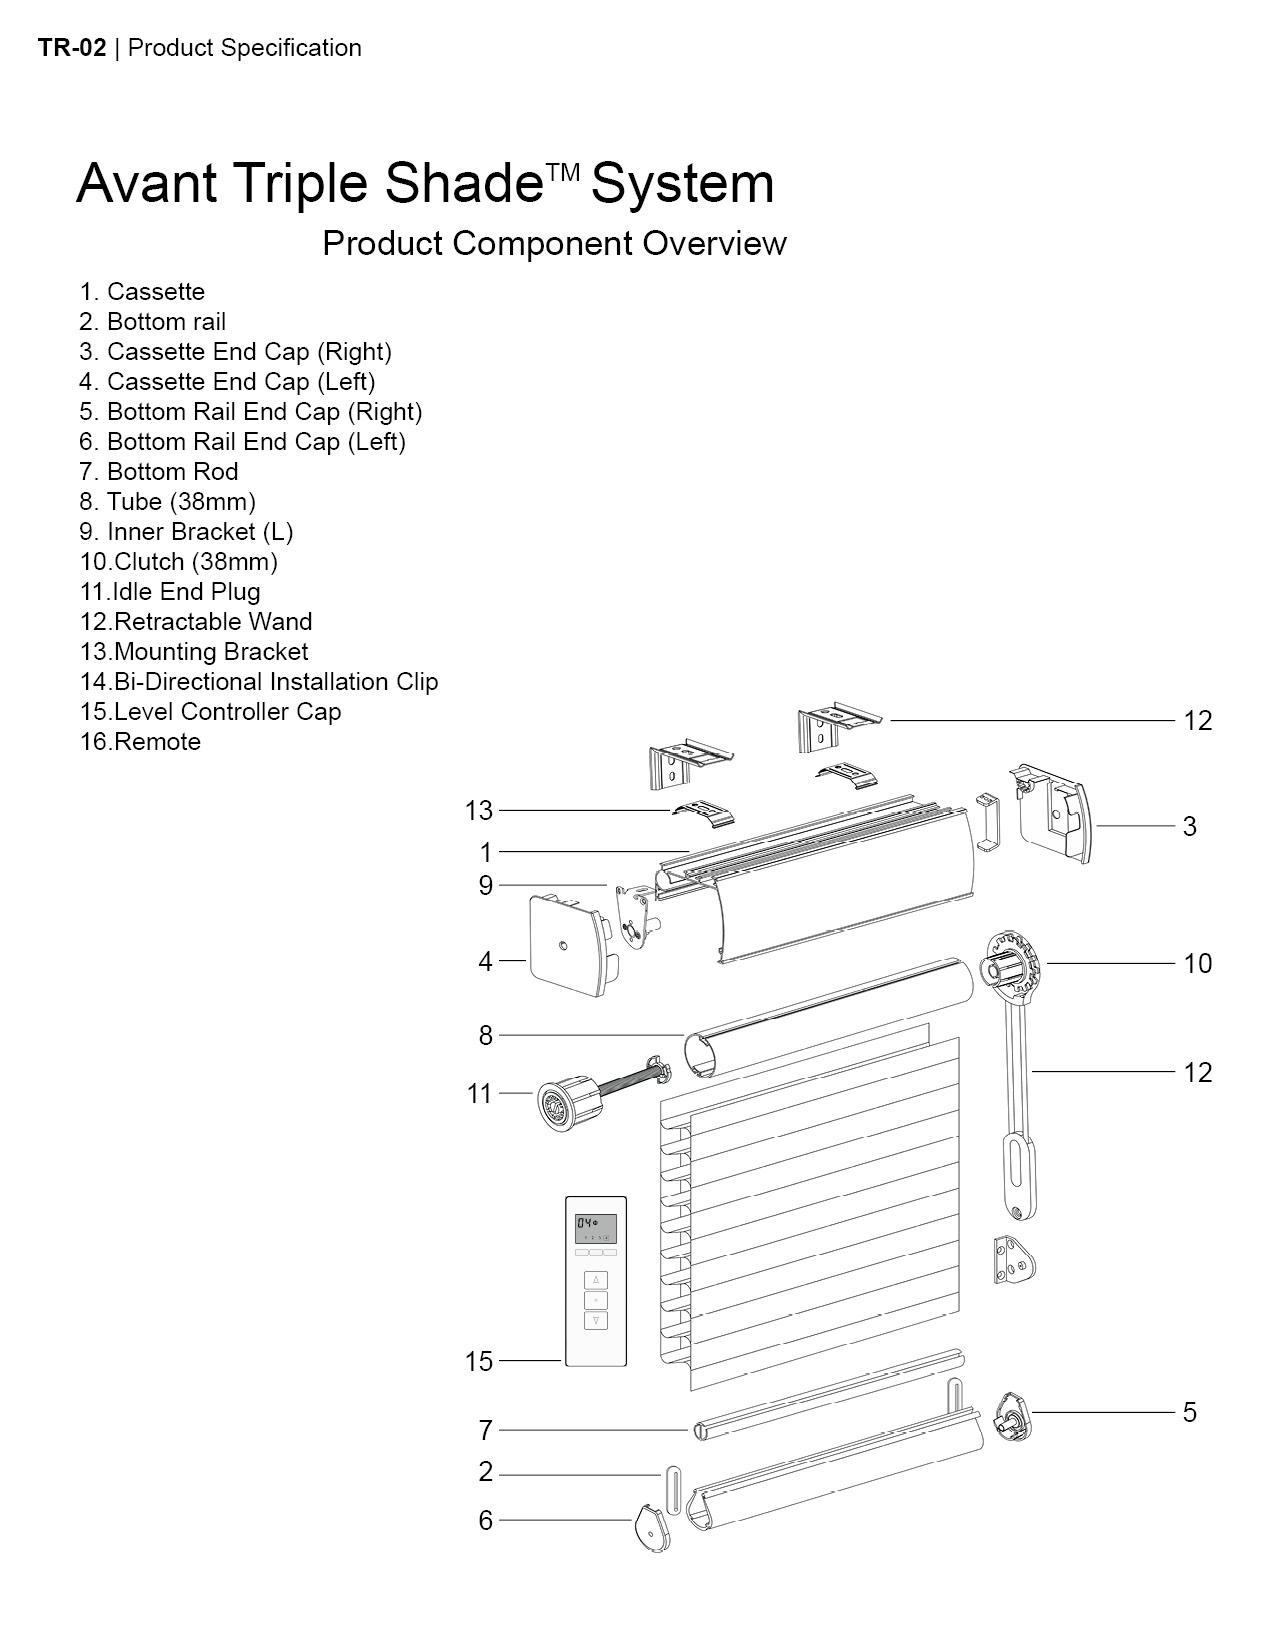 TR-02 | Product Specification
Avant Triple Shade™ System
Product Component Overview
1. Cassette
2. Bottom rail
3. Cassette End Cap (Right)
4. Cassette End Cap (Left)
5. Bottom Rail End Cap (Right)
6. Bottom Rail End Cap (Left)
7. Bottom Rod
8. Tube (38mm)
9. Inner Bracket (L)
10.Clutch (38mm)
11.Idle End Plug
12.Retractable Wand
13.Mounting Bracket
14.Bi-Directional Installation Clip
15.Level Controller Cap
16.Remote
12
13
3
1
9
4
10
8
12
11
04
15
5
7
2
6